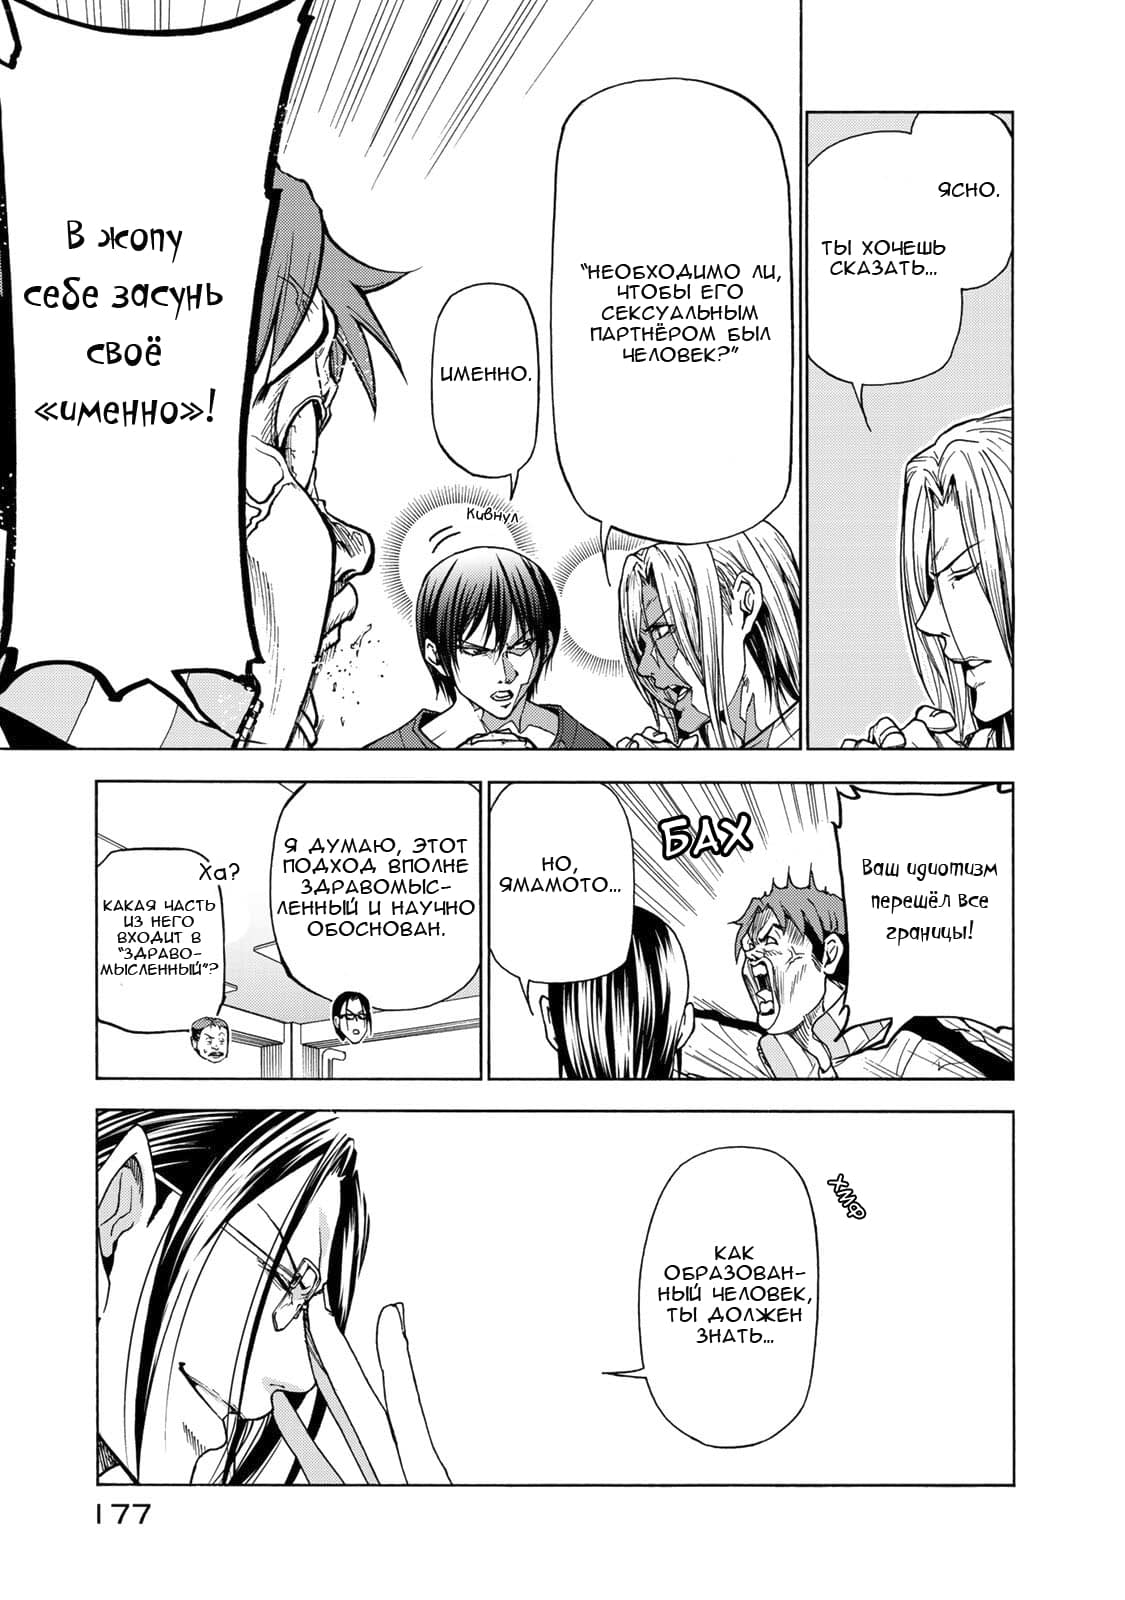 ЯСНО.
ТЫ ХОЧЕШЬ
СКАЗАТЬ...
"НЕОБХОДИМО ЛИ,
ЧТОБЫ ЕГО
СЕКСУАЛЬНЫМ
ПАРТНЁРОМ БЫЛ
ЧЕЛОВЕК?"
ИМЕННО.
Кивнул
В жопу
себе засунь
своё
«именно»!
Ваш идиотизм
перешёл все
границы!
БАХ
НО,
ЯМАМОТО...
Я ДУМАЮ, ЭТОТ
ПОДХОД ВПОЛНЕ
ЗДРАВОМЫС-
ЛЕННЫЙ И НАУЧНО
ОБОСНОВАН.
Ха?
КАКАЯ ЧАСТЬ
ИЗ НЕГО
ВХОДИТ В
"ЗДРАВО-
МЫСЛЕННЫЙ"?
ХМФ
КАК
ОБРАЗОВАН-
НЫЙ ЧЕЛОВЕК,
ТЫ ДОЛЖЕН
ЗНАТЬ...
177